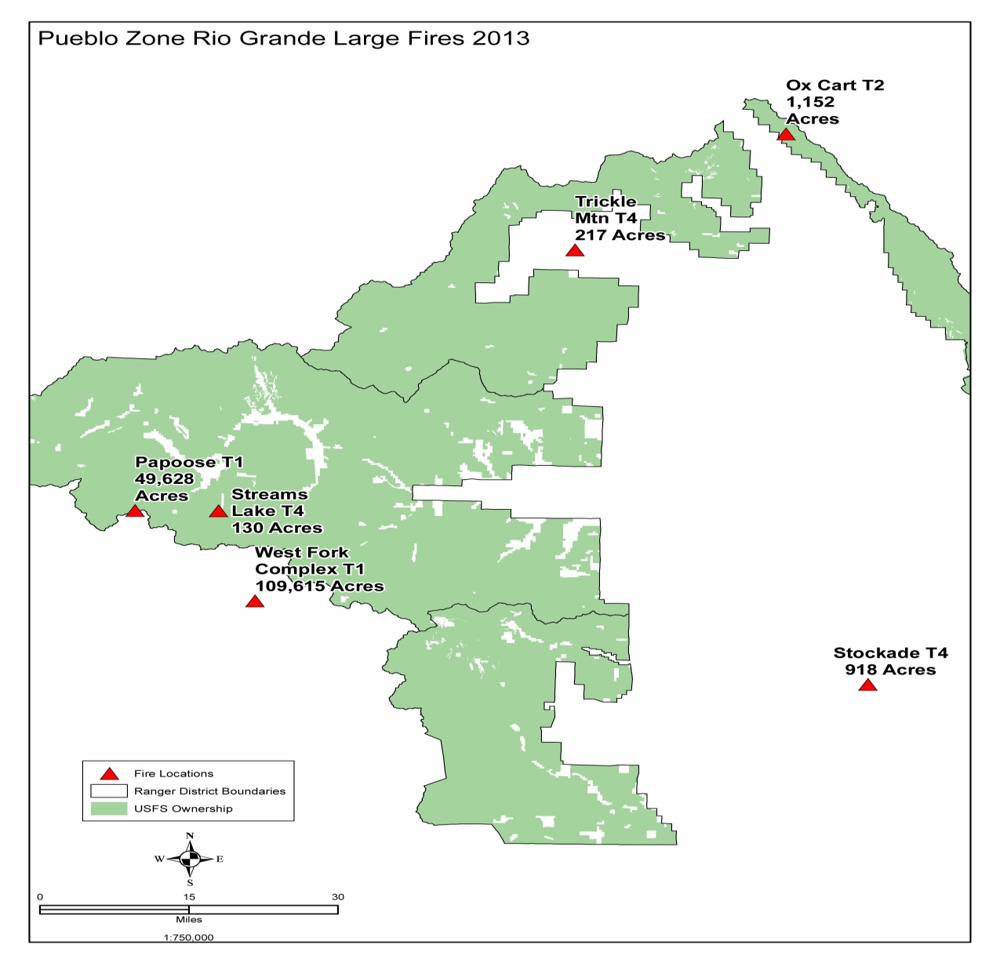 Pueblo Zone Rio Grande Large Fires 2013
Ox Cart T2
1,152
Acres
Trickle
Mtn T4
217 Acres
Papoose T1
49,628
Acres
Streams
Lake T4
130 Acres
West Fork
Complex T1
109,615 Acres
Stockade T4
918 Acres
Fire Locations
Ranger District Boundaries
USFS Ownership
N
W E
S
0 15 30
Miles
1:750,000